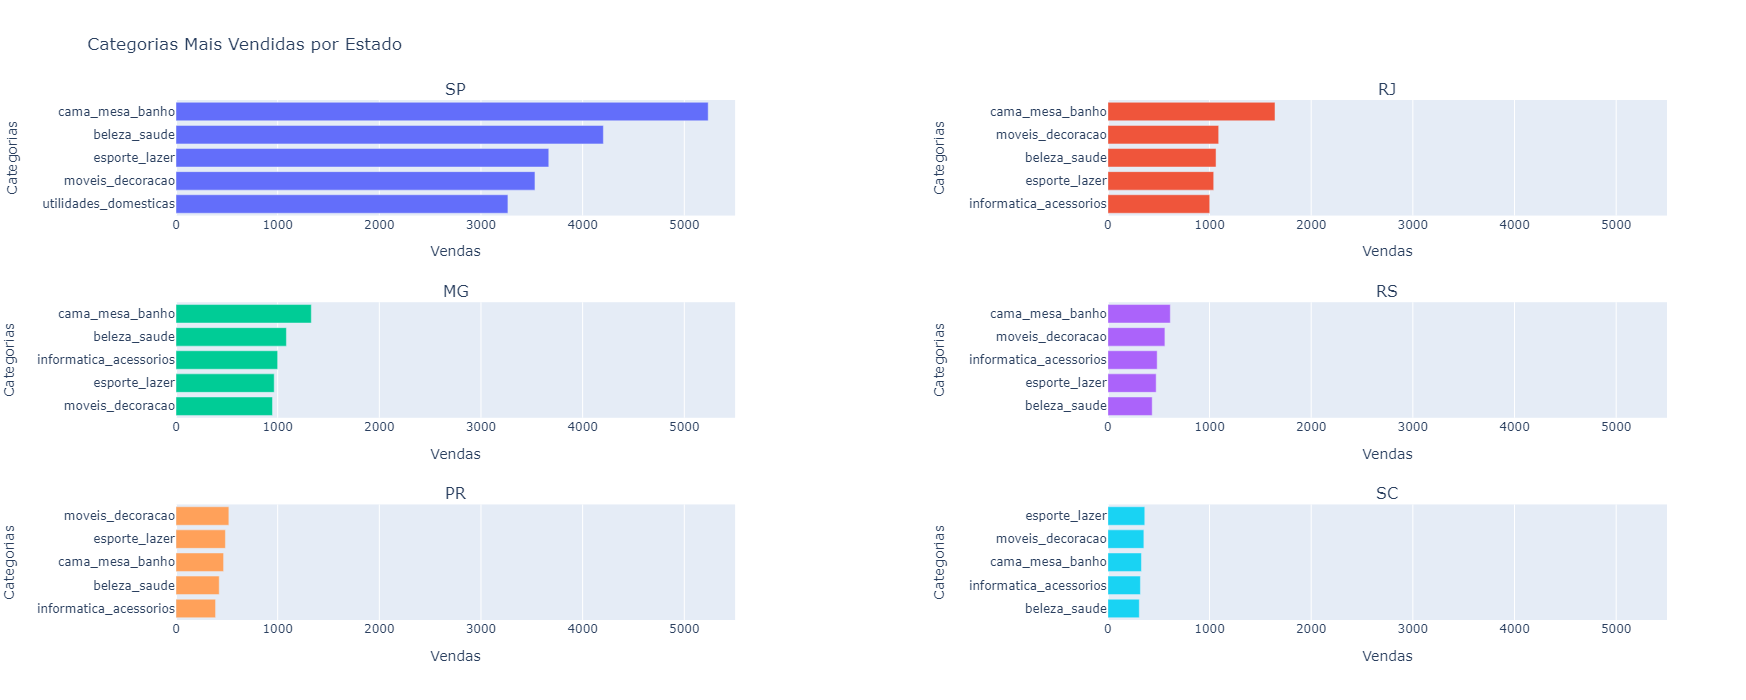 Categorias Mais Vendidas por Estado
SP
Categorias
cama_mesa_banho
beleza_saude
esporte_lazer
moveis_decoracao
utilidades_domesticas
0 1000 2000 3000 4000 5000
Vendas
RJ
Categorias
cama_mesa_banho
moveis_decoracao
beleza_saude
esporte_lazer
informatica_acessorios
0 1000 2000 3000 4000 5000
Vendas
MG
Categorias
cama_mesa_banho
beleza_saude
informatica_acessorios
esporte_lazer
moveis_decoracao
0 1000 2000 3000 4000 5000
Vendas
RS
Categorias
cama_mesa_banho
moveis_decoracao
informatica_acessorios
esporte_lazer
beleza_saude
0 1000 2000 3000 4000 5000
Vendas
PR
Categorias
moveis_decoracao
esporte_lazer
cama_mesa_banho
beleza_saude
informatica_acessorios
0 1000 2000 3000 4000 5000
Vendas
SC
Categorias
esporte_lazer
moveis_decoracao
cama_mesa_banho
informatica_acessorios
beleza_saude
0 1000 2000 3000 4000 5000
Vendas